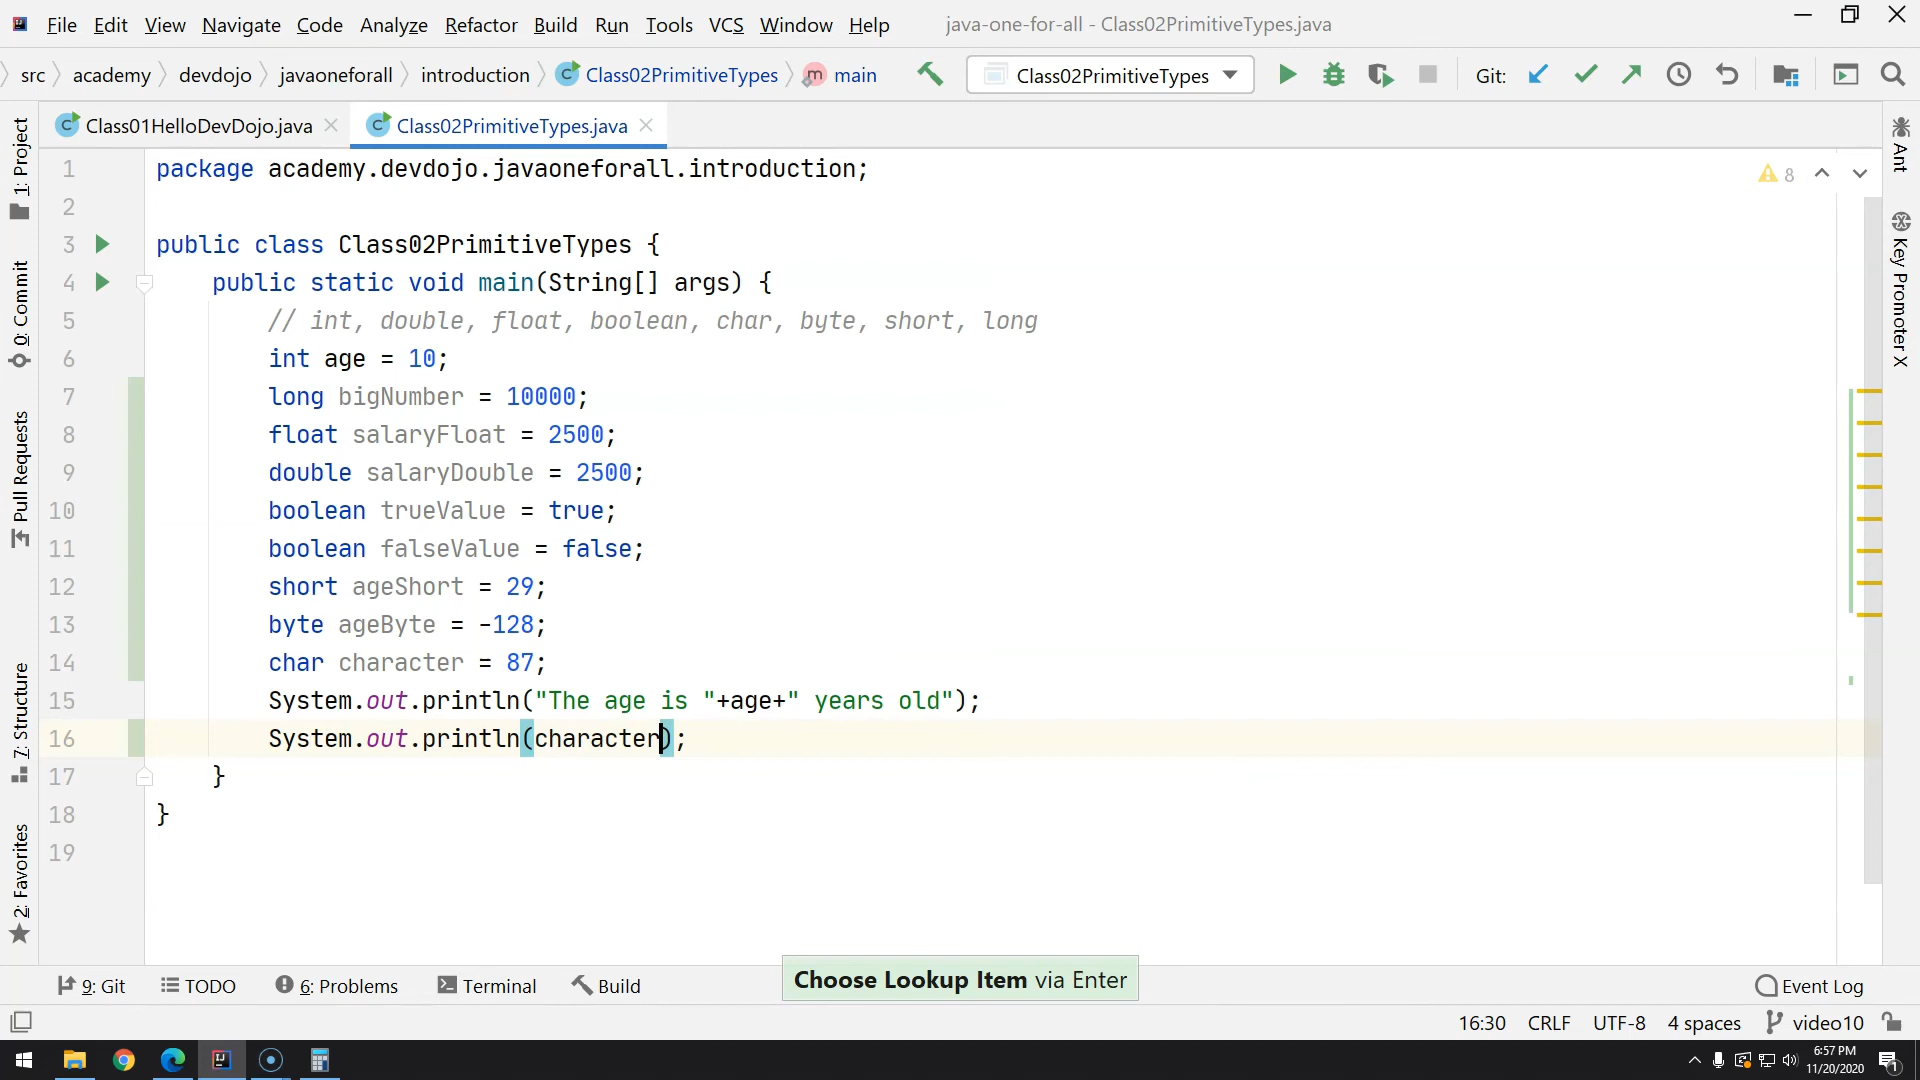 File Edit View Navigate Code Analyze Refactor Build Run Tools VCS Window Help java-one-for-all - Class02PrimitiveTypes.java
src academy devdojo javaoneforall introduction Class02PrimitiveTypes main Class02PrimitiveTypes Git:
Class01HelloDevDojo.java Class02PrimitiveTypes.java
1 package academy.devdojo.javaoneforall.introduction;
2
3 public class Class02PrimitiveTypes {
4 public static void main(String[] args) {
5 // int, double, float, boolean, char, byte, short, long
6 int age = 10;
7 long bigNumber = 10000;
8 float salaryFloat = 2500;
9 double salaryDouble = 2500;
10 boolean trueValue = true;
11 boolean falseValue = false;
12 short ageShort = 29;
13 byte ageByte = -128;
14 char character = 87;
15 System.out.println("The age is "+age+" years old");
16 System.out.println(character);
17 }
18 }
19
8
1: Project
0: Commit
Pull Requests
7: Structure
2: Favorites
Ant
Key Promoter X
Choose Lookup Item via Enter
9: Git TODO 6: Problems Terminal Build Event Log
16:30 CRLF UTF-8 4 spaces video10
6:57 PM
11/20/2020
1